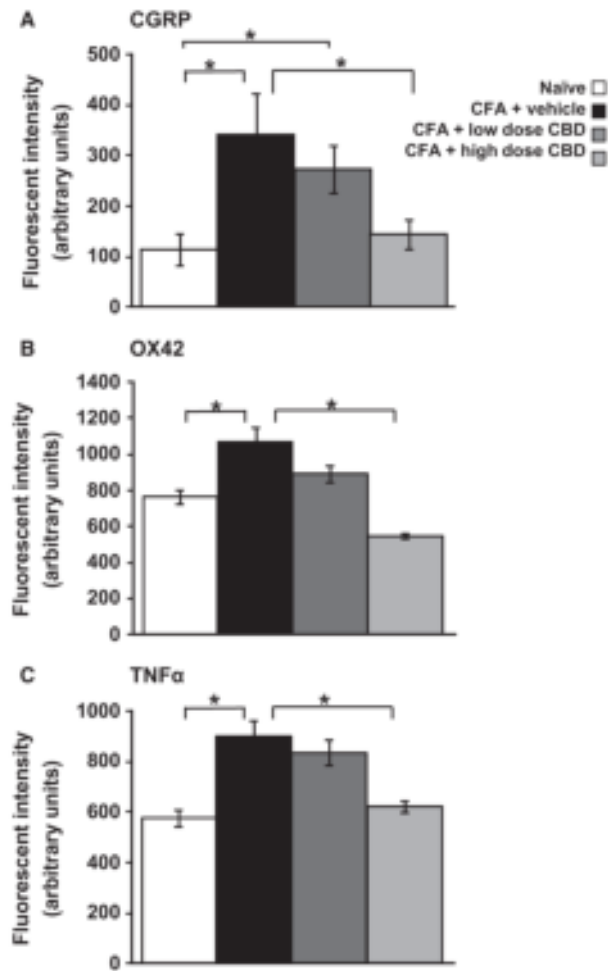 A CGRP
Fluorescent intensity
(arbitrary units)
500
400
300
200
100
0
*
*
*
Naïve
CFA + vehicle
CFA + low dose CBD
CFA + high dose CBD
B OX42
Fluorescent intensity
(arbitrary units)
1400
1200
1000
800
600
400
200
0
*
*
C TNFα
Fluorescent intensity
(arbitrary units)
1000
800
600
400
200
0
*
*